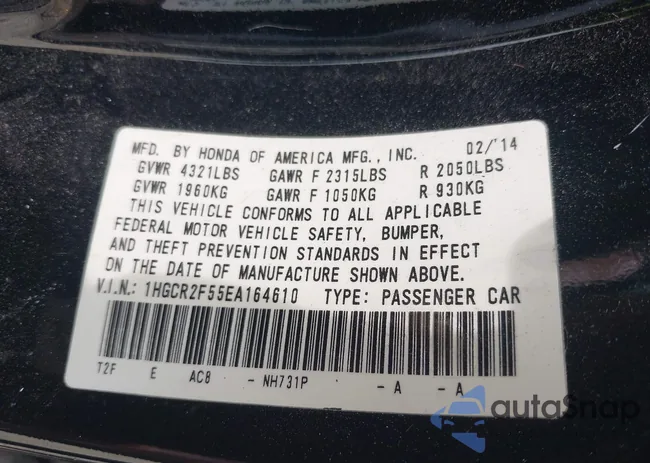 MFD. BY HONDA OF AMERICA MFG., INC. 02/'14
GVWR 4321LBS GAWR F 2315LBS R 2050LBS
GVWR 1960KG GAWR F 1050KG R 930KG
THIS VEHICLE CONFORMS TO ALL APPLICABLE
FEDERAL MOTOR VEHICLE SAFETY, BUMPER,
AND THEFT PREVENTION STANDARDS IN EFFECT
ON THE DATE OF MANUFACTURE SHOWN ABOVE.
V.I.N.: 1HGCR2F55EA164610 TYPE: PASSENGER CAR
T2F E AC8 - NH731P - A - A
autoSnap